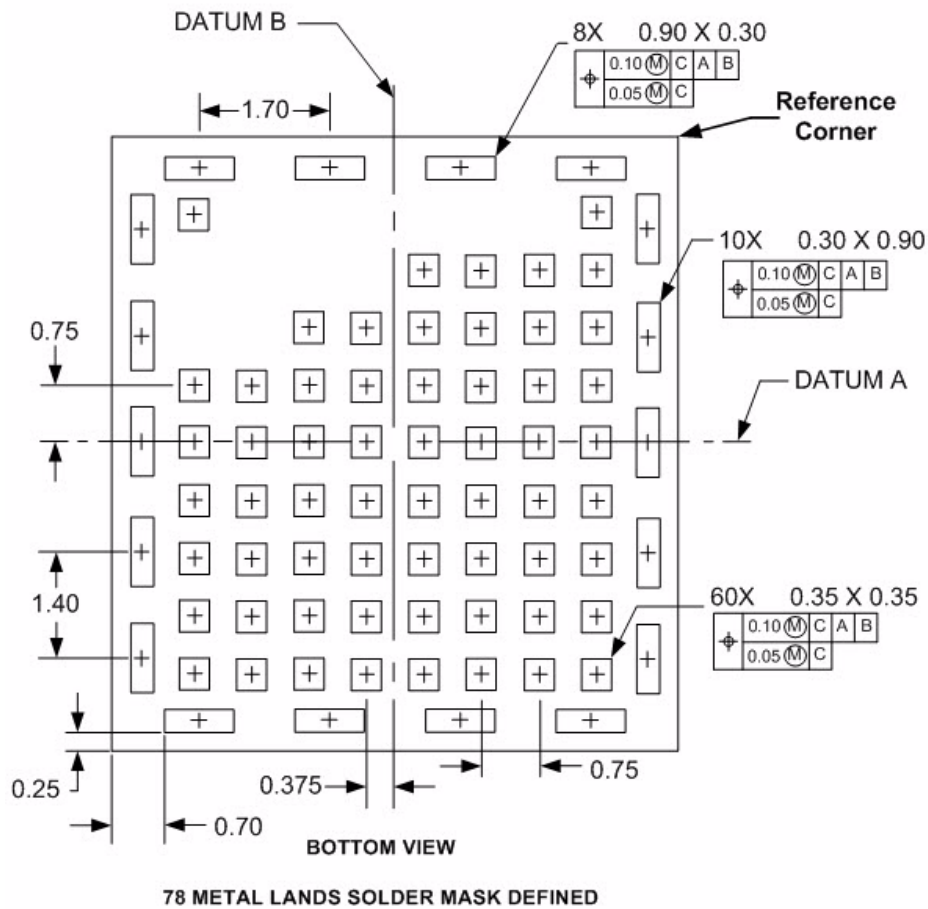 DATUM B
8X 0.90 X 0.30
0.10 Ⓜ C A B
0.05 Ⓜ C
1.70
Reference
Corner
10X 0.30 X 0.90
0.10 Ⓜ C A B
0.05 Ⓜ C
0.75
DATUM A
1.40
60X 0.35 X 0.35
0.10 Ⓜ C A B
0.05 Ⓜ C
0.25
0.375
0.75
0.70
BOTTOM VIEW
78 METAL LANDS SOLDER MASK DEFINED